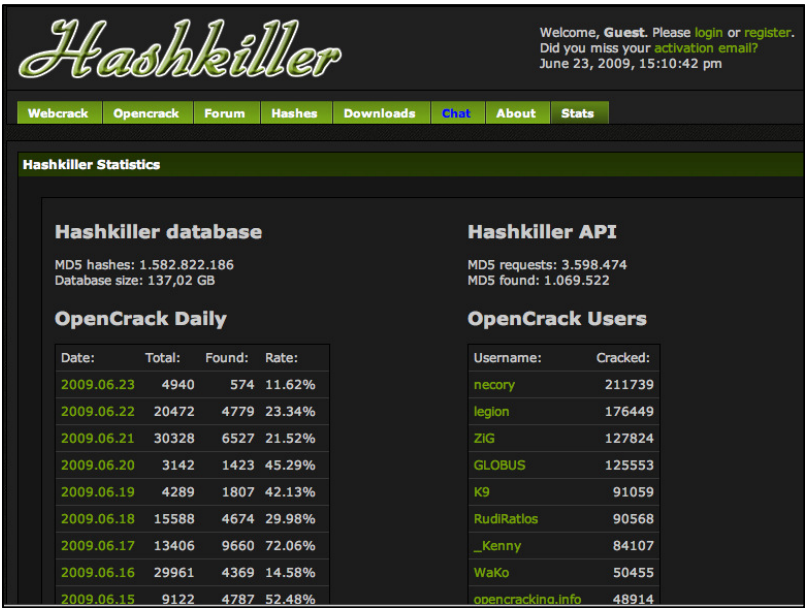 Hashkiller
Welcome, Guest. Please login or register.
Did you miss your activation email?
June 23, 2009, 15:10:42 pm
Webcrack Opencrack Forum Hashes Downloads Chat About Stats
Hashkiller Statistics
Hashkiller database
MD5 hashes: 1.582.822.186
Database size: 137,02 GB
OpenCrack Daily
Date: Total: Found: Rate:
2009.06.23 4940 574 11.62%
2009.06.22 20472 4779 23.34%
2009.06.21 30328 6527 21.52%
2009.06.20 3142 1423 45.29%
2009.06.19 4289 1807 42.13%
2009.06.18 15588 4674 29.98%
2009.06.17 13406 9660 72.06%
2009.06.16 29961 4369 14.58%
2009.06.15 9122 4787 52.48%
Hashkiller API
MD5 requests: 3.598.474
MD5 found: 1.069.522
OpenCrack Users
Username: Cracked:
necory 211739
legion 176449
ZIG 127824
GLOBUS 125553
K9 91059
RudiRatlos 90568
_Kenny 84107
WaKo 50455
opencracking.info 48914